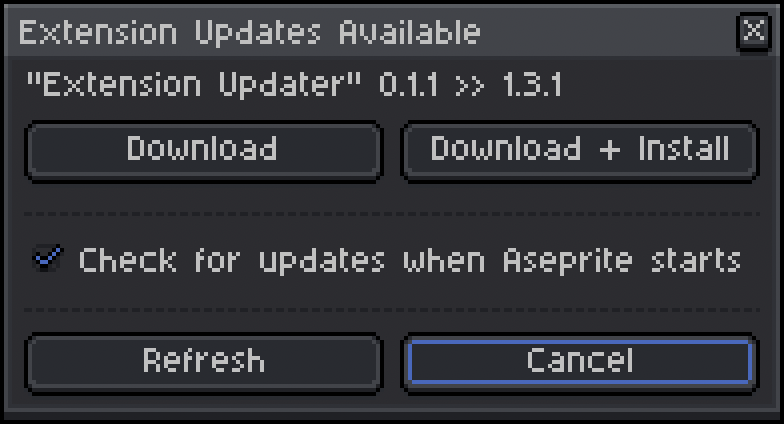 Extension Updates Available
"Extension Updater" 0.1.1 >> 1.3.1
Download
Download + Install
Check for updates when Aseprite starts
Refresh
Cancel